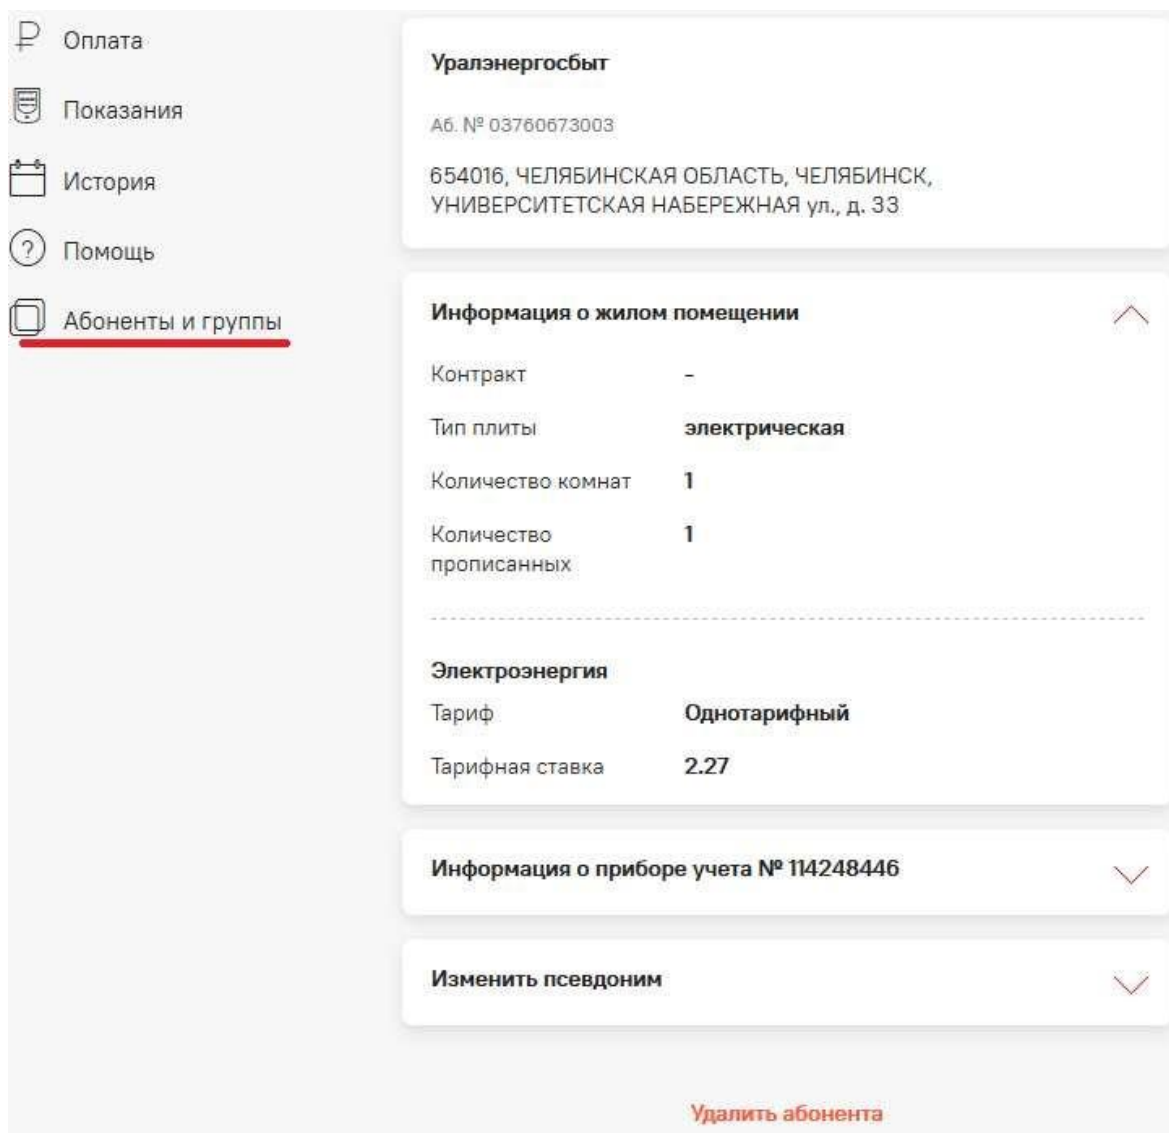 Оплата
Показания
История
Помощь
Абоненты и группы
Уралэнергосбыт
Аб. № 03760673003
654016, ЧЕЛЯБИНСКАЯ ОБЛАСТЬ, ЧЕЛЯБИНСК,
УНИВЕРСИТЕТСКАЯ НАБЕРЕЖНАЯ ул., д. 33
Информация о жилом помещении
Контракт -
Тип плиты электрическая
Количество комнат 1
Количество 1
прописанных
Электроэнергия
Тариф Однотарифный
Тарифная ставка 2.27
Информация о приборе учета № 114248446
Изменить псевдоним
Удалить абонента